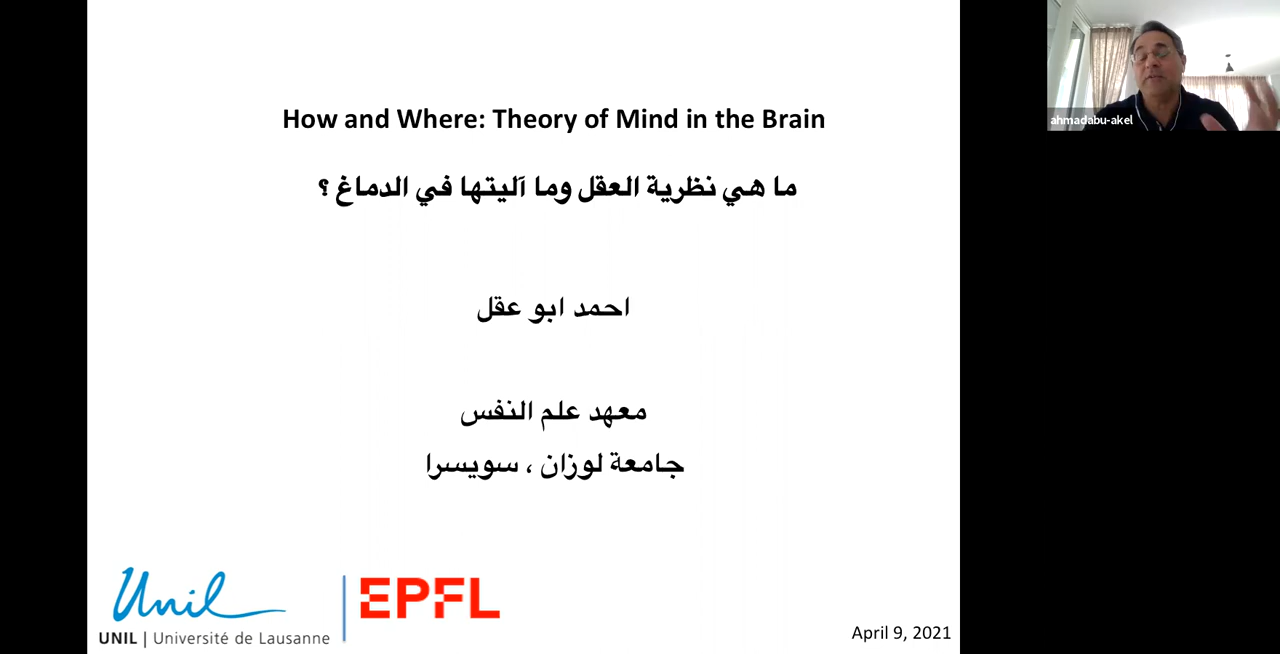 How and Where: Theory of Mind in the Brain
ما هي نظرية العقل وما آليتها في الدماغ ؟
احمد ابو عقل
معهد علم النفس
جامعة لوزان ، سويسرا
Unil
UNIL | Université de Lausanne
EPFL
April 9, 2021
ahmadabu-akel